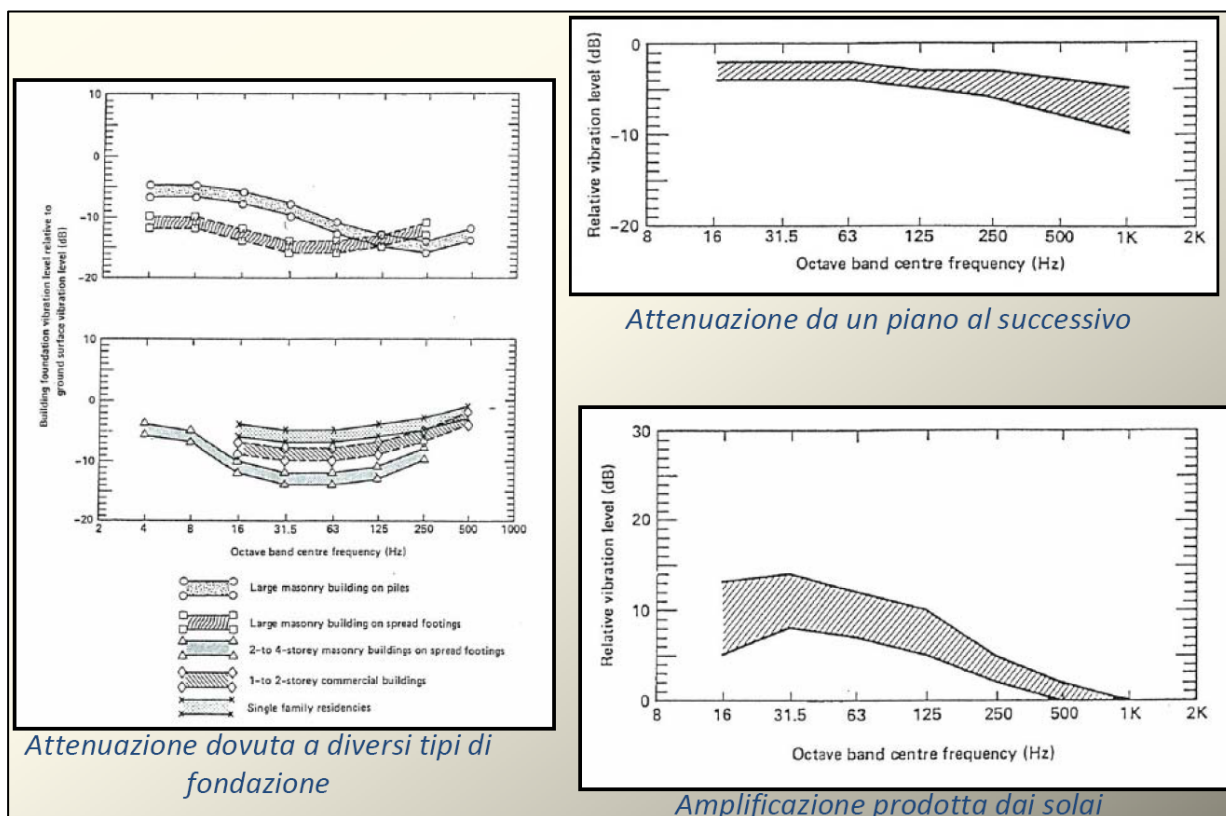 Building foundation vibration level relative to
ground surface vibration level (dB)
10
0
−10
−20
10
0
−10
−20
2 4 8 16 31.5 63 125 250 500 1000
Octave band centre frequency (Hz)
Large masonry building on piles
Large masonry building on spread footings
2-to 4-storey masonry buildings on spread footings
1-to 2-storey commercial buildings
Single family residencies
Attenuazione dovuta a diversi tipi di
fondazione
Relative vibration level (dB)
0
−10
−20
8 16 31.5 63 125 250 500 1K 2K
Octave band centre frequency (Hz)
Attenuazione da un piano al successivo
Relative vibration level (dB)
30
20
10
0
8 16 31.5 63 125 250 500 1K 2K
Octave band centre frequency (Hz)
Amplificazione prodotta dai solai